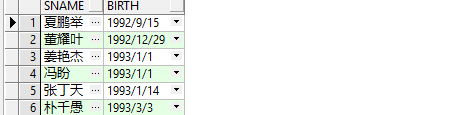 SNAME BIRTH
1 夏鹏举 ... 1992/9/15
2 董耀叶 ... 1992/12/29
3 姜艳杰 ... 1993/1/1
4 冯盼 ... 1993/1/1
5 张丁天 ... 1993/1/14
6 朴千愚 ... 1993/3/3